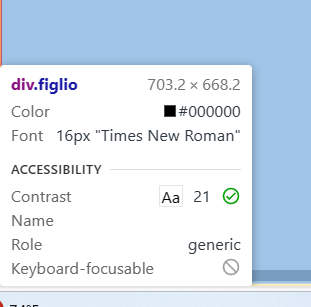 div.figlio 703.2 × 668.2
Color #000000
Font 16px "Times New Roman"
ACCESSIBILITY
Contrast Aa 21
Name
Role generic
Keyboard-focusable